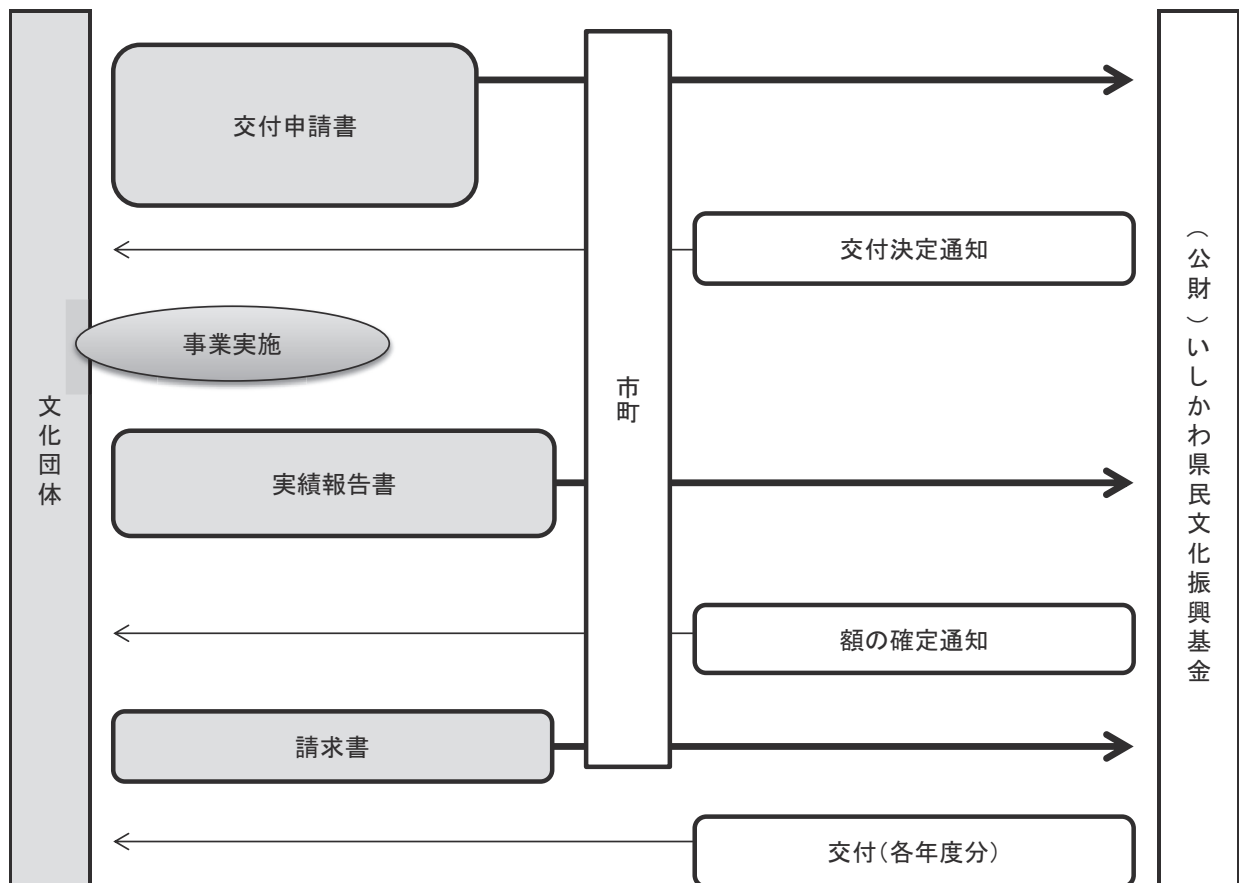 文化団体
交付申請書
交付決定通知
事業実施
市町
実績報告書
額の確定通知
請求書
交付（各年度分）
（公財）いしかわ県民文化振興基金